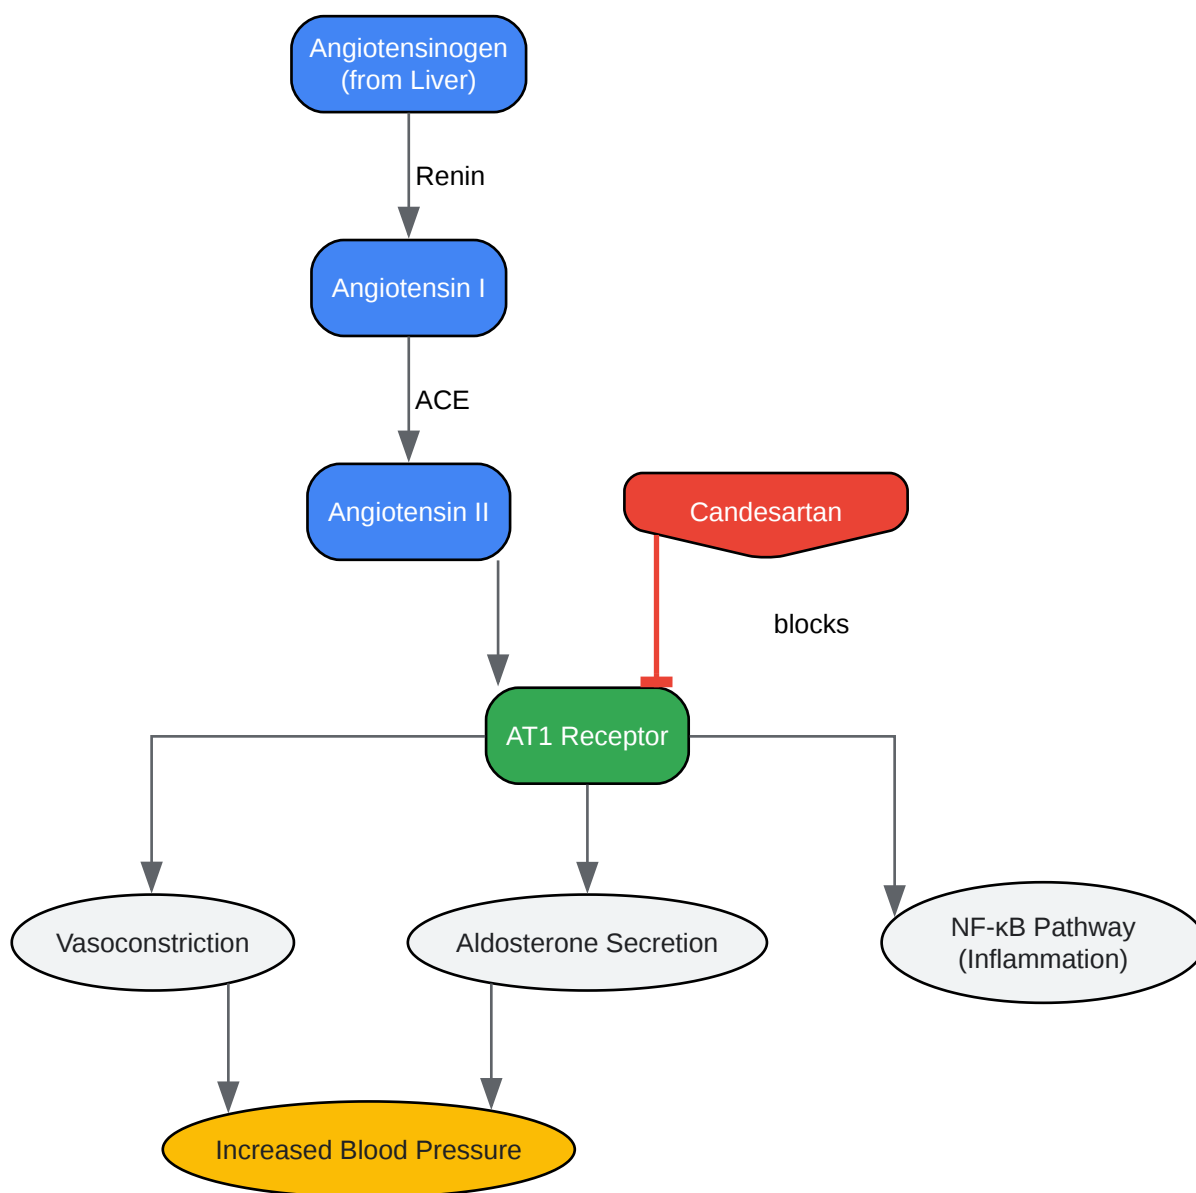 Angiotensinogen
(from Liver)
Renin
Angiotensin I
ACE
Angiotensin II
Candesartan
blocks
AT1 Receptor
Vasoconstriction
Aldosterone Secretion
NF-κB Pathway
(Inflammation)
Increased Blood Pressure